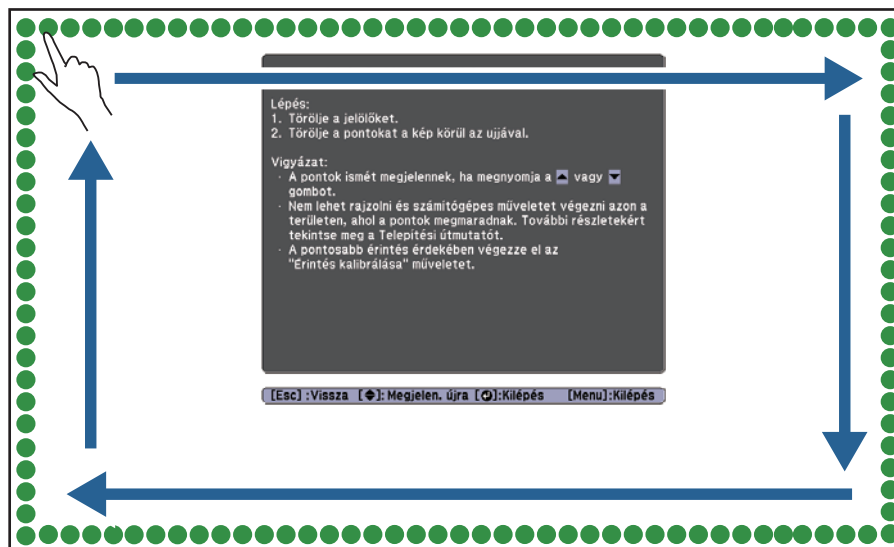 Lépés:
1. Törölje a jelölőket.
2. Törölje a pontokat a kép körül az ujjával.
Vigyázat:
· A pontok ismét megjelennek, ha megnyomja a ▲ vagy ▼
gombot.
· Nem lehet rajzolni és számítógépes műveletet végezni azon a
területen, ahol a pontok megmaradnak. További részletekért
tekintse meg a Telepítési útmutatót.
· A pontosabb érintés érdekében végezze el az
"Érintés kalibrálása" műveletet.
[Esc] :Vissza [◆]: Megjelen. újra [⏎]:Kilépés [Menu]:Kilépés